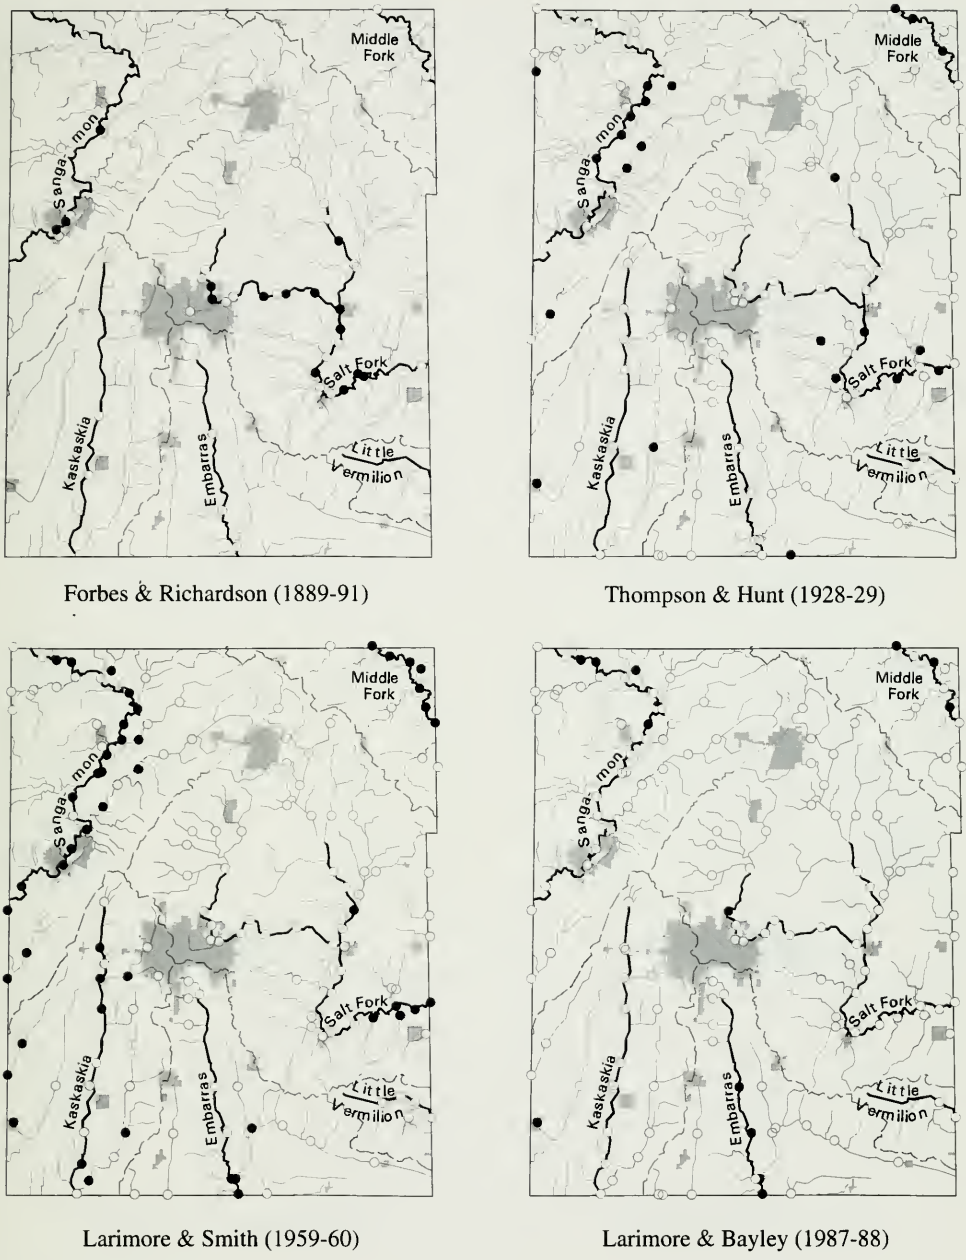 Middle
Fork
Sanga-
mon
Salt Fork
Kaskaskia
Embarras
Little
Vermilion
Forbes & Richardson (1889-91)
Middle
Fork
Sanga-
mon
Salt Fork
Kaskaskia
Embarras
Little
Vermilion
Thompson & Hunt (1928-29)
Middle
Fork
Sanga-
mon
Salt Fork
Kaskaskia
Embarras
Little
Vermilion
Larimore & Smith (1959-60)
Middle
Fork
Sanga-
mon
Salt Fork
Kaskaskia
Embarras
Little
Vermilion
Larimore & Bayley (1987-88)